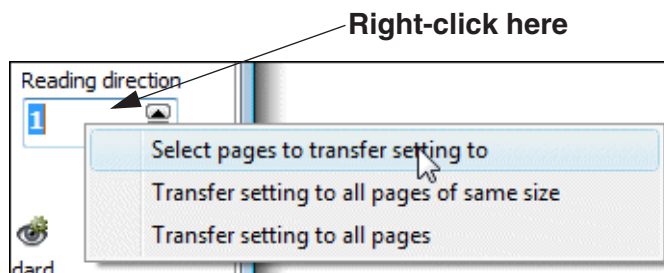 Right-click here
Reading direction
1
Select pages to transfer setting to
Transfer setting to all pages of same size
Transfer setting to all pages
dard